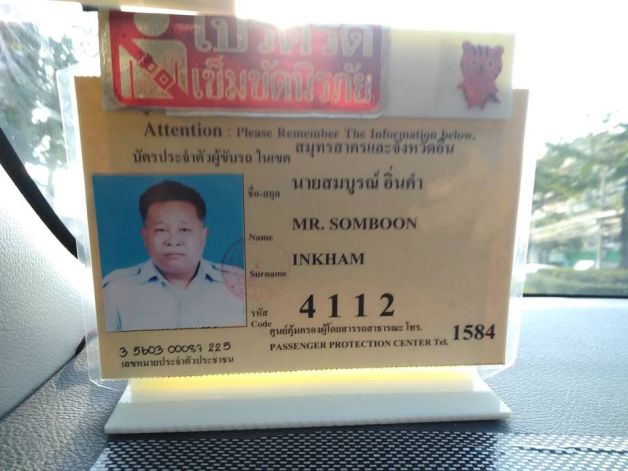 โปรดรัด
เข็มขัดนิรภัย
Attention : Please Remember The Information below.
บัตรประจำตัวผู้ขับรถ ในเขต สมุทรสาครและจังหวัดอื่น
ชื่อ-สกุล นายสมบูรณ์ อิ่นคำ
Name MR. SOMBOON
Surname INKHAM
รหัส
Code 4112
ศูนย์คุ้มครองผู้โดยสารรถสาธารณะ โทร.
PASSENGER PROTECTION CENTER Tel. 1584
3 5603 00087 225
เลขหมายประจำตัวประชาชน